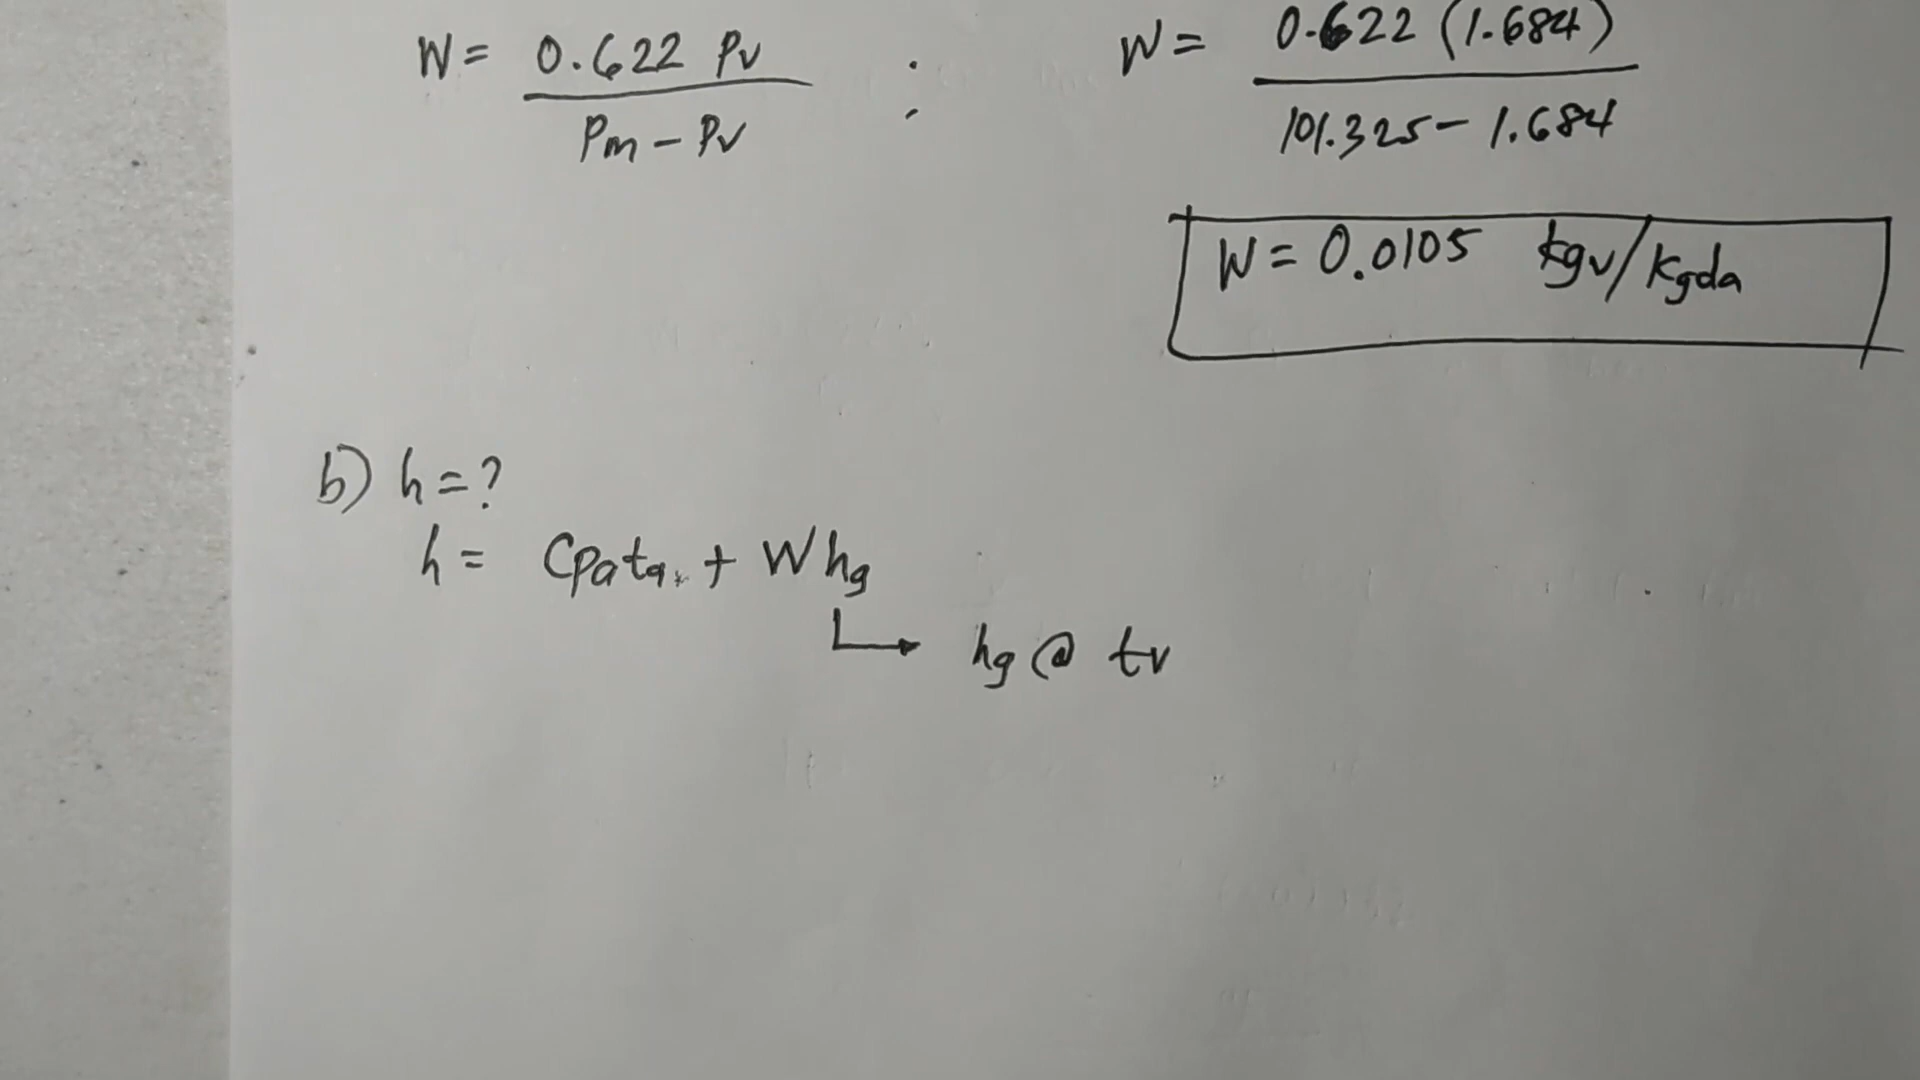 W = 0.622 Pv / Pm - Pv ; W = 0.622 (1.684) / 101.325 - 1.684
W = 0.0105 kgv/kgda
b) h = ?
h = Cpata + Whg
hg @ tv